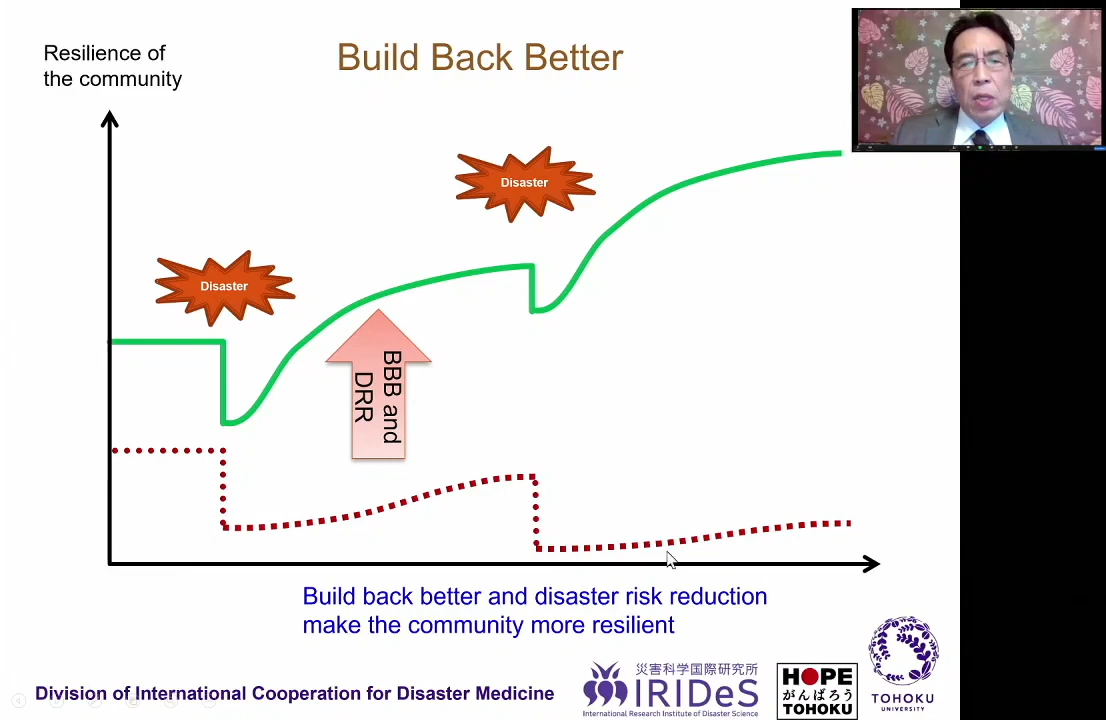 Resilience of
the community
Build Back Better
Disaster
Disaster
BBB and
DRR
Build back better and disaster risk reduction
make the community more resilient
Division of International Cooperation for Disaster Medicine
災害科学国際研究所
IRIDeS
International Research Institute of Disaster Science
HOPE
がんばろう
TOHOKU
TOHOKU
UNIVERSITY